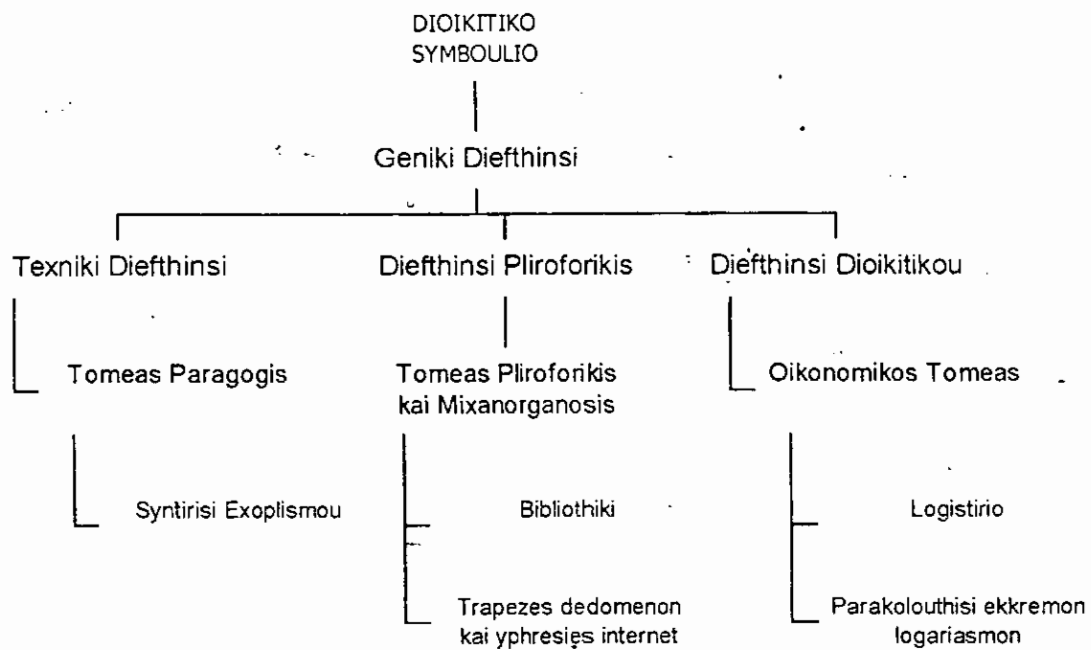 DIOIKITIKO
SYMBOULIO
Geniki Diefthinsi
Texniki Diefthinsi
Diefthinsi Pliroforikis
Diefthinsi Dioikitikou
Tomeas Paragogis
Tomeas Pliroforikis
kai Mixanorganosis
Oikonomikos Tomeas
Syntirisi Exoplismou
Bibliothiki
Logistirio
Trapezes dedomenon
kai yphresies internet
Parakolouthisi ekkremon
logariasmon